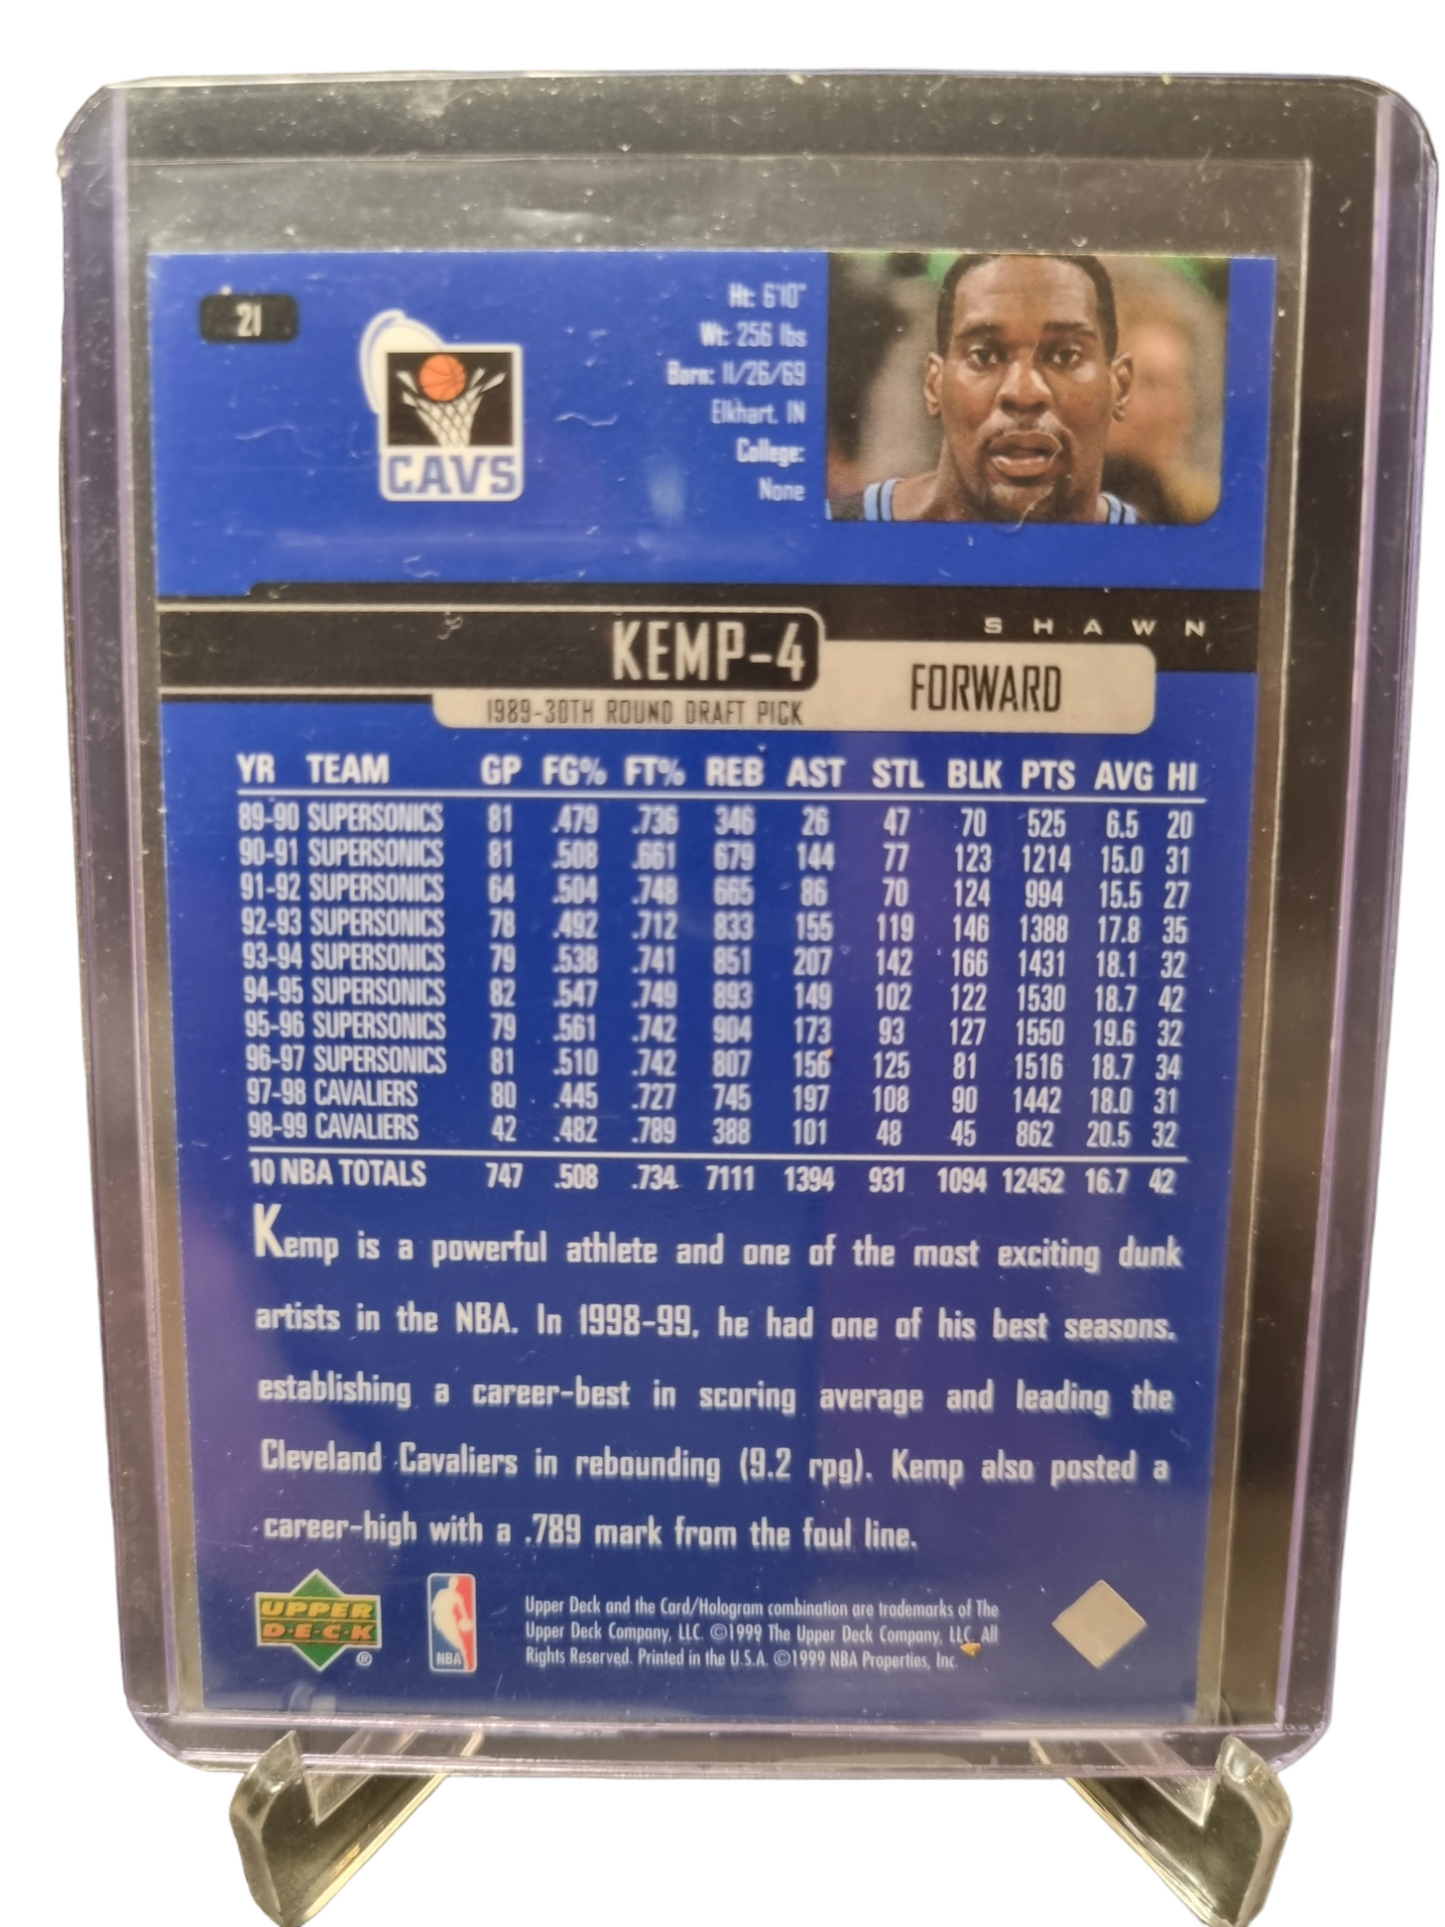 21
CAVS
Ht: 6'10"
Wt: 256 lbs
Born: 11/26/69
Elkhart, IN
College:
None
SHAWN
KEMP-4
FORWARD
1989-30TH ROUND DRAFT PICK
YR TEAM GP FG% FT% REB AST STL BLK PTS AVG HI
89-90 SUPERSONICS 81 .479 .736 346 26 47 70 525 6.5 20
90-91 SUPERSONICS 81 .508 .661 679 144 77 123 1214 15.0 31
91-92 SUPERSONICS 64 .504 .748 665 86 70 124 994 15.5 27
92-93 SUPERSONICS 78 .492 .712 833 155 119 146 1388 17.8 35
93-94 SUPERSONICS 79 .538 .741 851 207 142 166 1431 18.1 32
94-95 SUPERSONICS 82 .547 .749 893 149 102 122 1530 18.7 42
95-96 SUPERSONICS 79 .561 .742 904 173 93 127 1550 19.6 32
96-97 SUPERSONICS 81 .510 .742 807 156 125 81 1516 18.7 34
97-98 CAVALIERS 80 .445 .727 745 197 108 90 1442 18.0 31
98-99 CAVALIERS 42 .482 .789 388 101 48 45 862 20.5 32
10 NBA TOTALS 747 .508 .734 7111 1394 931 1094 12452 16.7 42
Kemp is a powerful athlete and one of the most exciting dunk
artists in the NBA. In 1998-99, he had one of his best seasons,
establishing a career-best in scoring average and leading the
Cleveland Cavaliers in rebounding (9.2 rpg). Kemp also posted a
career-high with a .789 mark from the foul line.
UPPER
D·E·C·K
®
NBA
Upper Deck and the Card/Hologram combination are trademarks of The
Upper Deck Company, LLC. ©1999 The Upper Deck Company, LLC. All
Rights Reserved. Printed in the U.S.A. ©1999 NBA Properties, Inc.